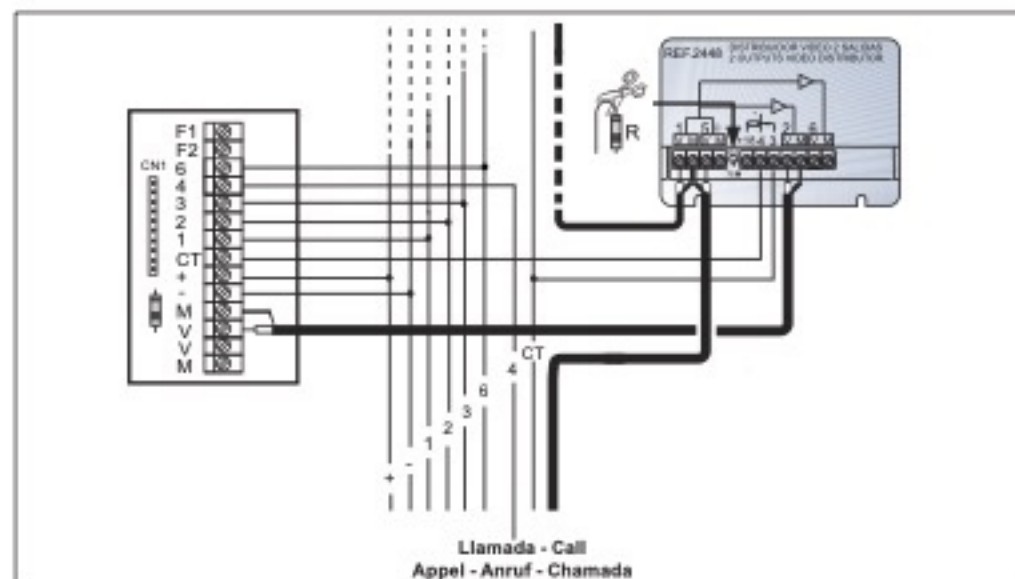 REF.2448
DISTRIBUIDOR VIDEO 2 SALIDAS
2 OUTPUTS VIDEO DISTRIBUTOR
R
F1
F2
CN1
6
4
3
2
1
CT
+
-
M
V
V
M
CT
4
6
3
2
1
-
+
Llamada - Call
Appel - Anruf - Chamada